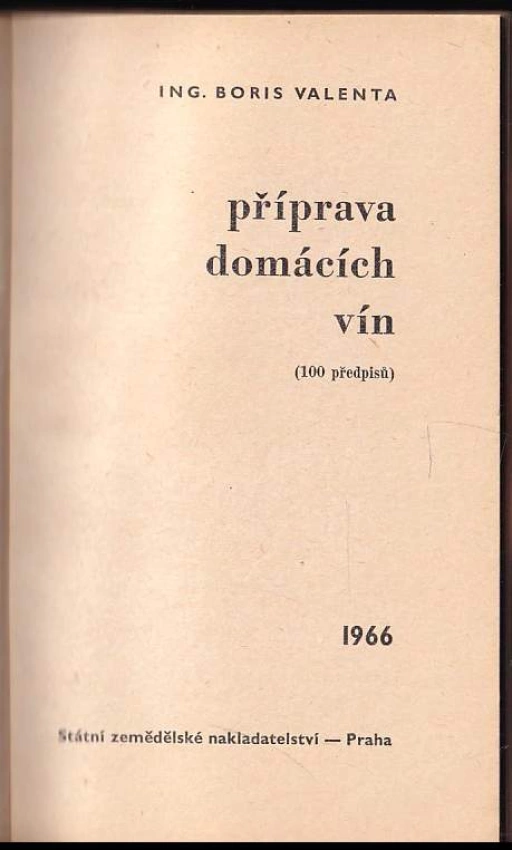 ING. BORIS VALENTA
příprava
domácích
vín
(100 předpisů)
1966
Státní zemědělské nakladatelství — Praha